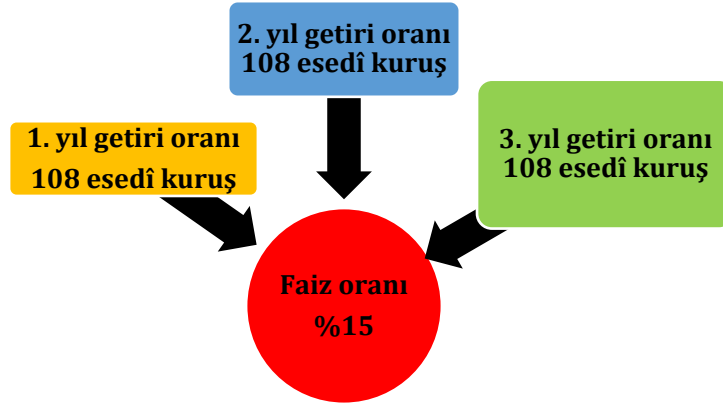 2. yıl getiri oranı
108 esedî kuruş
1. yıl getiri oranı
108 esedî kuruş
3. yıl getiri oranı
108 esedî kuruş
Faiz oranı
%15